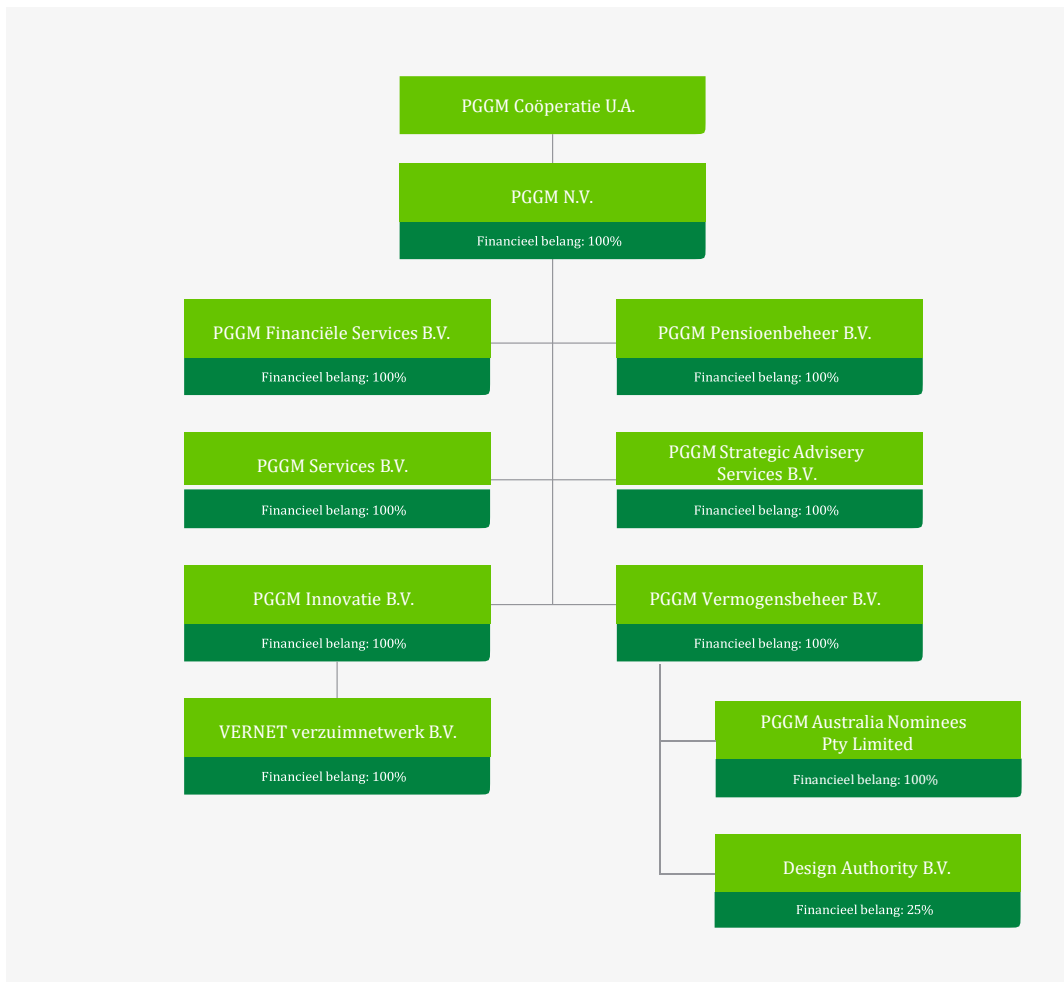 PGGM Coöperatie U.A.
PGGM N.V.
Financieel belang: 100%
PGGM Financiële Services B.V.
Financieel belang: 100%
PGGM Pensioenbeheer B.V.
Financieel belang: 100%
PGGM Services B.V.
Financieel belang: 100%
PGGM Strategic Advisery
Services B.V.
Financieel belang: 100%
PGGM Innovatie B.V.
Financieel belang: 100%
PGGM Vermogensbeheer B.V.
Financieel belang: 100%
VERNET verzuimnetwerk B.V.
Financieel belang: 100%
PGGM Australia Nominees
Pty Limited
Financieel belang: 100%
Design Authority B.V.
Financieel belang: 25%